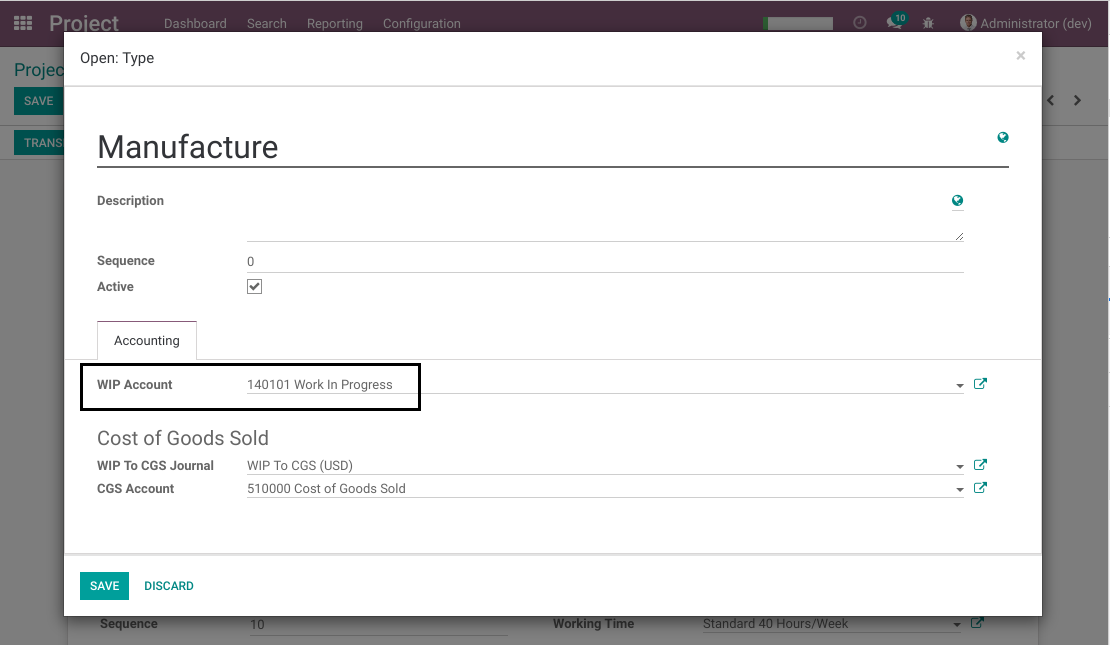 Project Dashboard Search Reporting Configuration 10 Administrator (dev)
Open: Type ×
Projec
SAVE
TRANS
Manufacture
Description
Sequence 0
Active
Accounting
WIP Account 140101 Work In Progress
Cost of Goods Sold
WIP To CGS Journal WIP To CGS (USD)
CGS Account 510000 Cost of Goods Sold
SAVE DISCARD
Sequence 10 Working Time Standard 40 Hours/Week